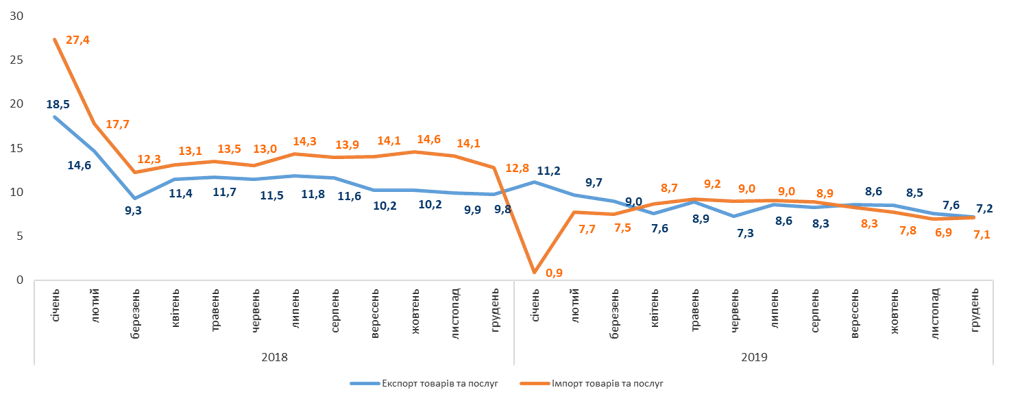 30
25
20
15
10
5
0
27,4
17,7
12,3
13,1
13,5
13,0
14,3
13,9
14,1
14,6
14,1
12,8
0,9
7,7
7,5
8,7
9,2
9,0
9,0
8,9
8,3
7,8
6,9
7,1
18,5
14,6
9,3
11,4
11,7
11,5
11,8
11,6
10,2
10,2
9,9
9,8
11,2
9,7
9,0
7,6
8,9
7,3
8,6
8,3
8,6
8,5
7,6
7,2
січень
лютий
березень
квітень
травень
червень
липень
серпень
вересень
жовтень
листопад
грудень
січень
лютий
березень
квітень
травень
червень
липень
серпень
вересень
жовтень
листопад
грудень
2018
2019
Експорт товарів та послуг
Імпорт товарів та послуг